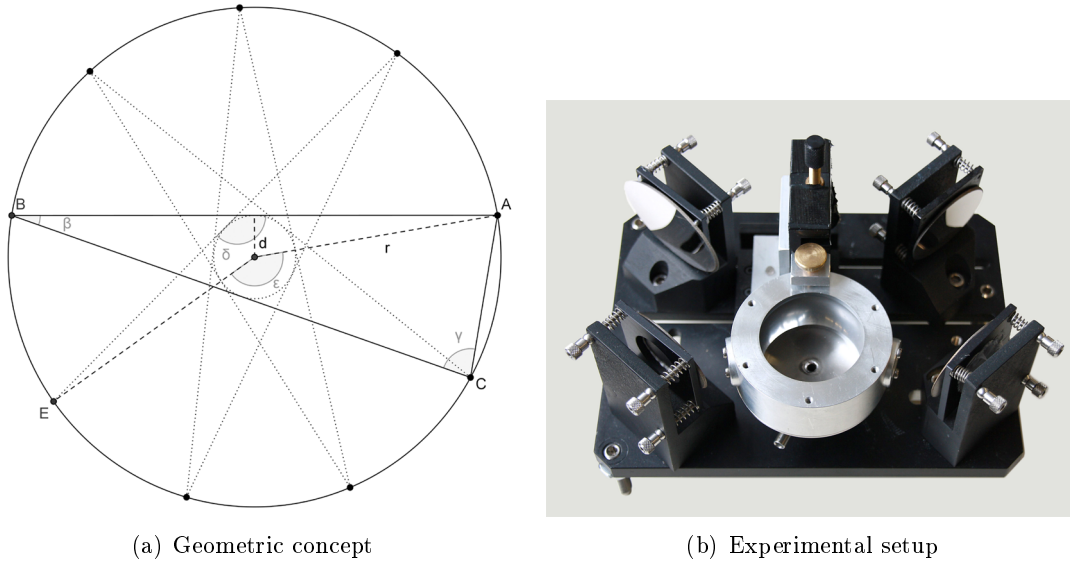 B
A
β
d
r
δ
ε
γ
C
E
(a) Geometric concept
(b) Experimental setup